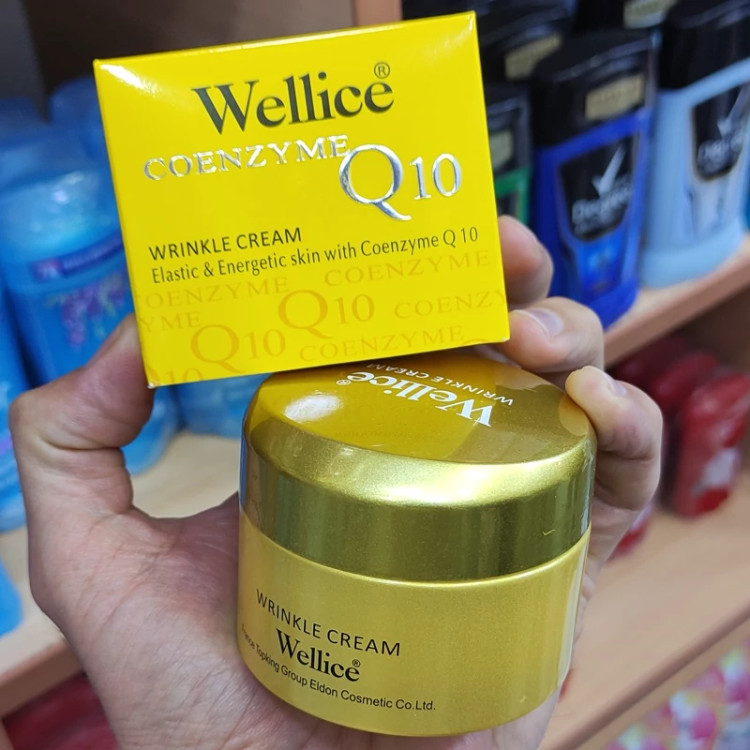 Wellice®
COENZYME Q10
WRINKLE CREAM
Elastic & Energetic skin with Coenzyme Q 10
COENZYME COENZYME
Q10 COENZY
Q10 COENZYME
Wellice®
WRINKLE CREAM
WRINKLE CREAM
Wellice®
France Topking Group Eldon Cosmetic Co.Ltd.